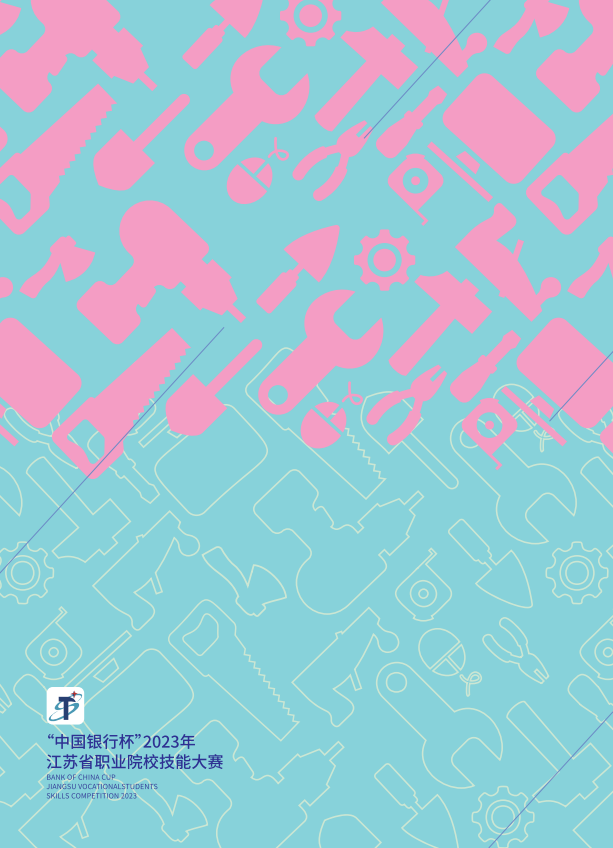 “中国银行杯”2023年
江苏省职业院校技能大赛
BANK OF CHINA CUP
JIANGSU VOCATIONALSTUDENTS
SKILLS COMPETITION 2023